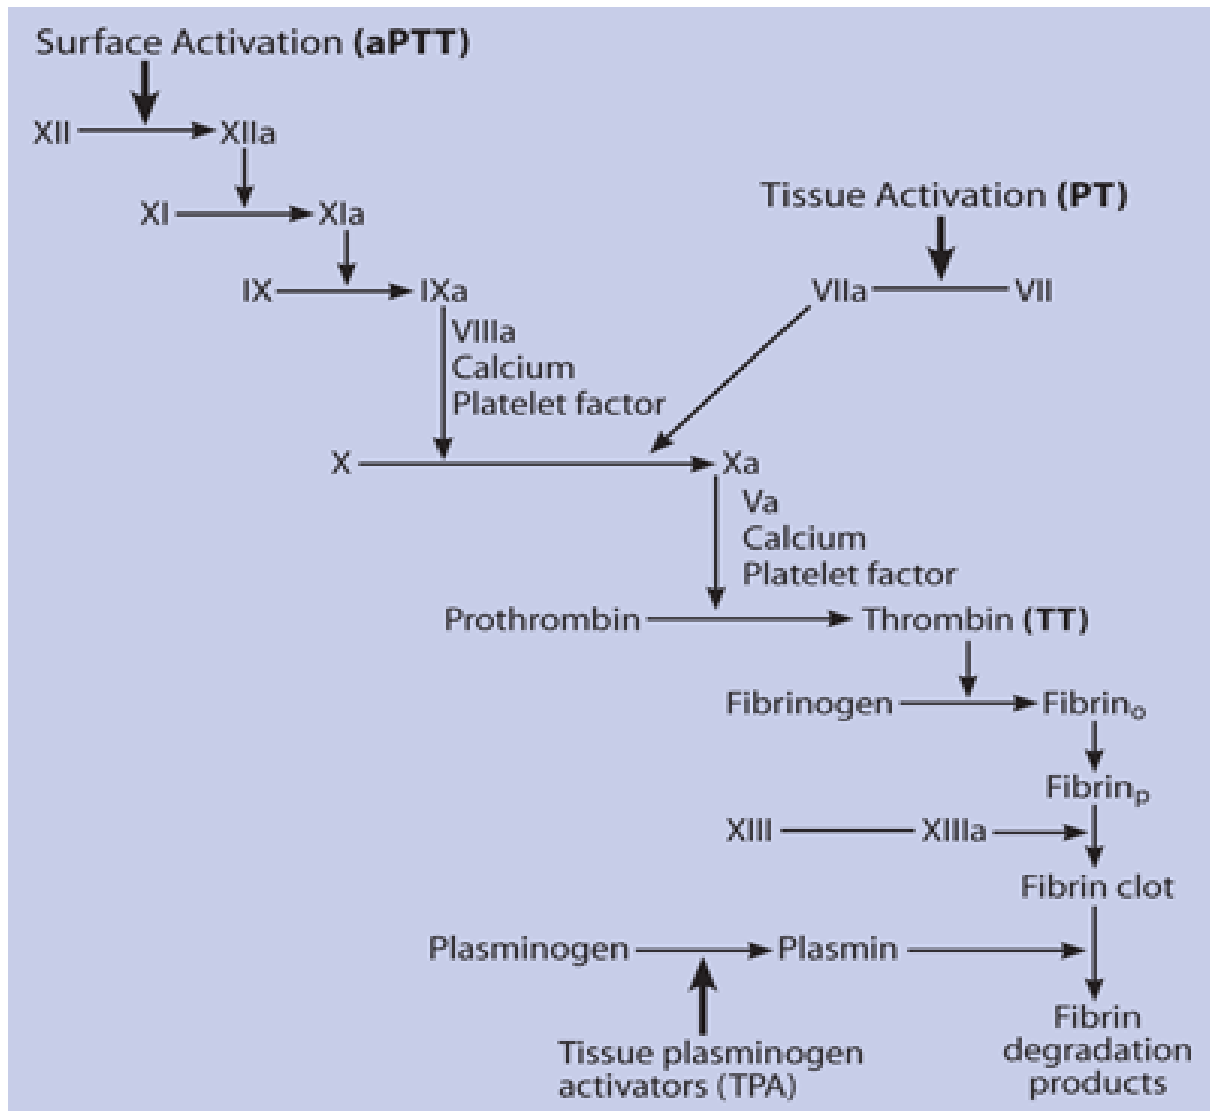 Surface Activation (aPTT)
XII XIIa
Tissue Activation (PT)
XI XIa
IX IXa
VIIa VII
VIIIa
Calcium
Platelet factor
X Xa
Va
Calcium
Platelet factor
Prothrombin Thrombin (TT)
Fibrinogen Fibrino
Fibrinp
XIII XIIIa
Fibrin clot
Plasminogen Plasmin
Fibrin
degradation
products
Tissue plasminogen
activators (TPA)